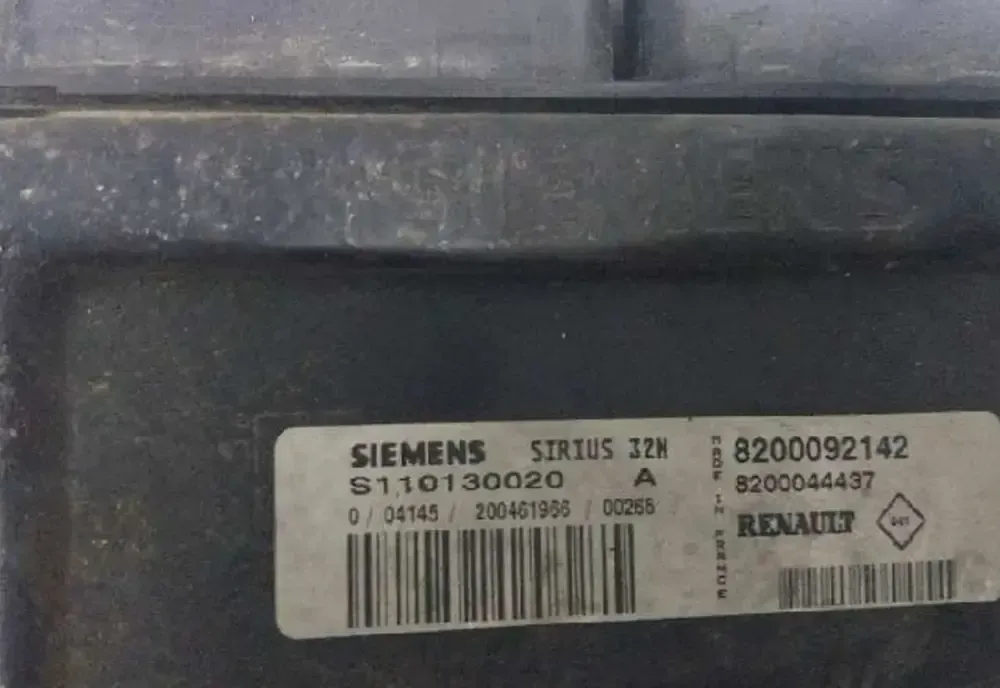 SIEMENS SIRIUS 32N
S110130020 A
0 / 04145 / 200461966 / 00266
MADE IN FRANCE
8200092142
8200044437
RENAULT